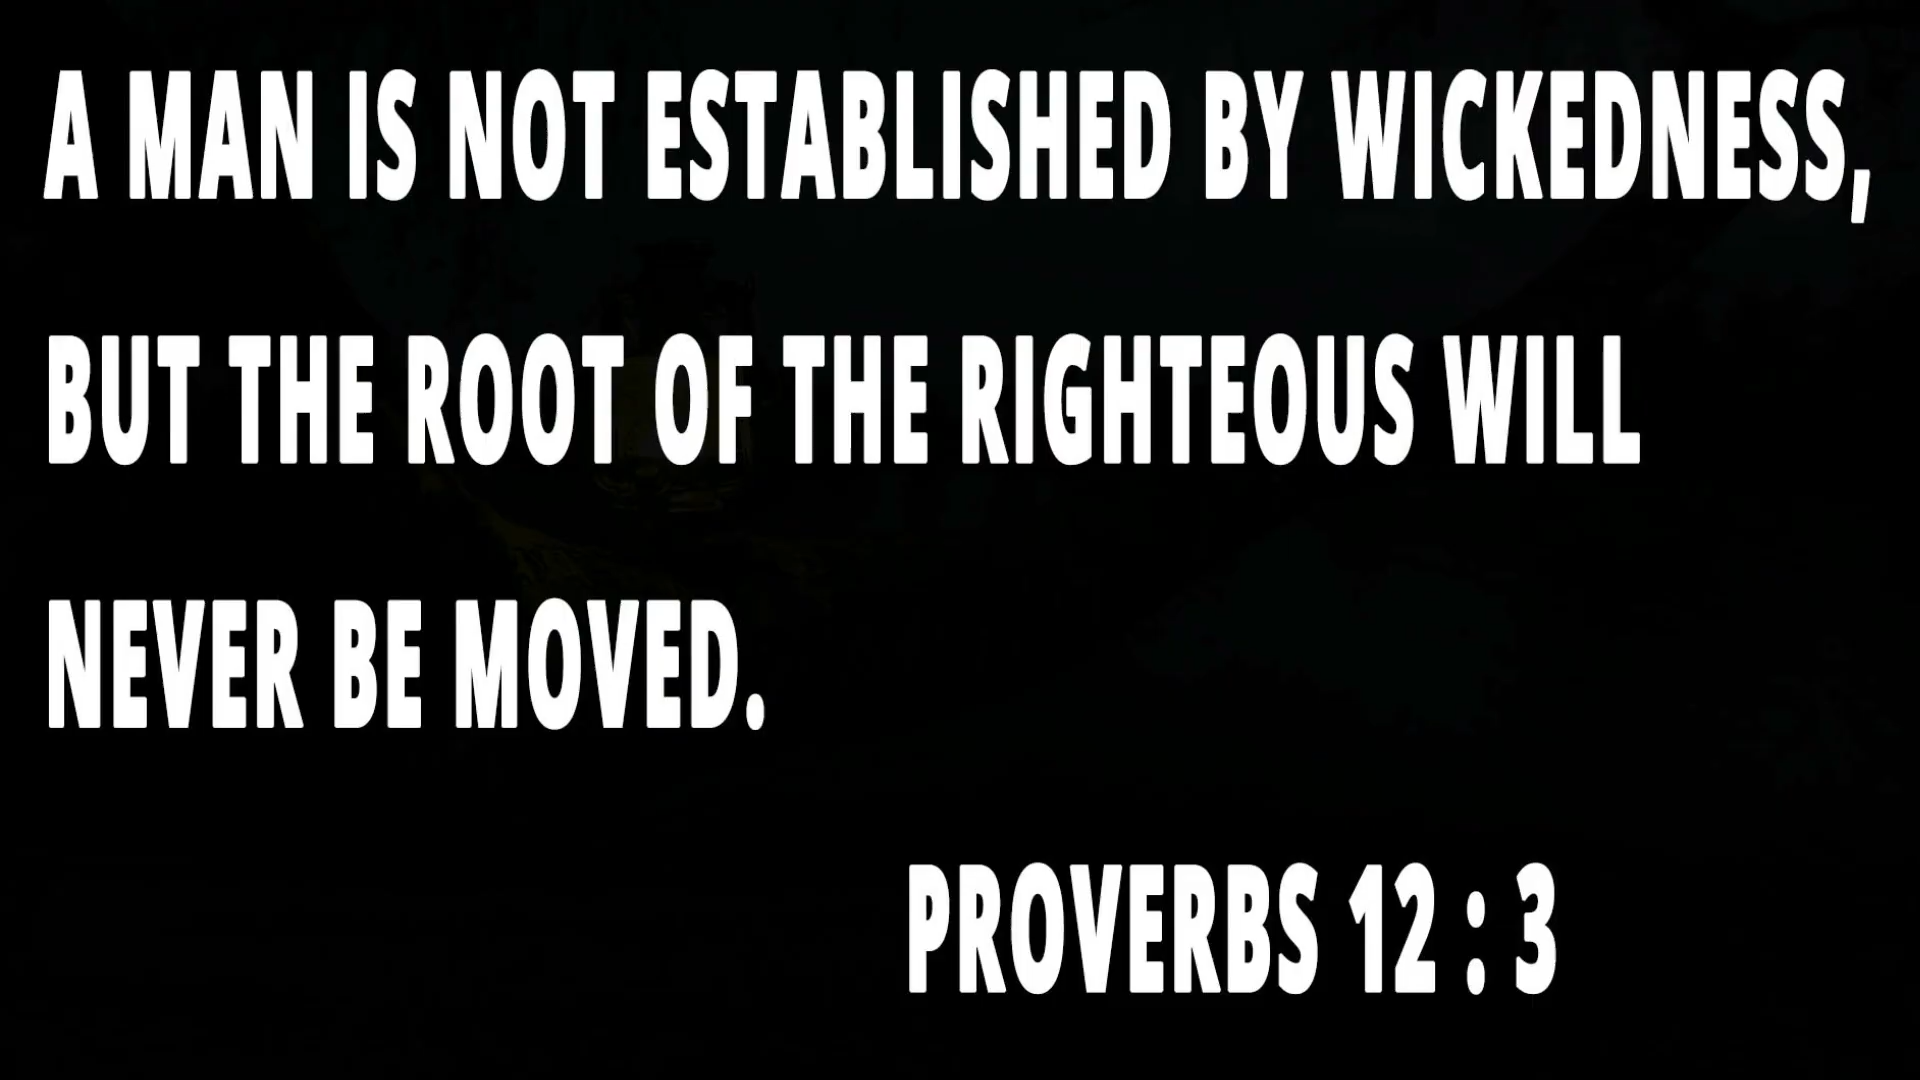 A MAN IS NOT ESTABLISHED BY WICKEDNESS,
BUT THE ROOT OF THE RIGHTEOUS WILL
NEVER BE MOVED.
PROVERBS 12 : 3